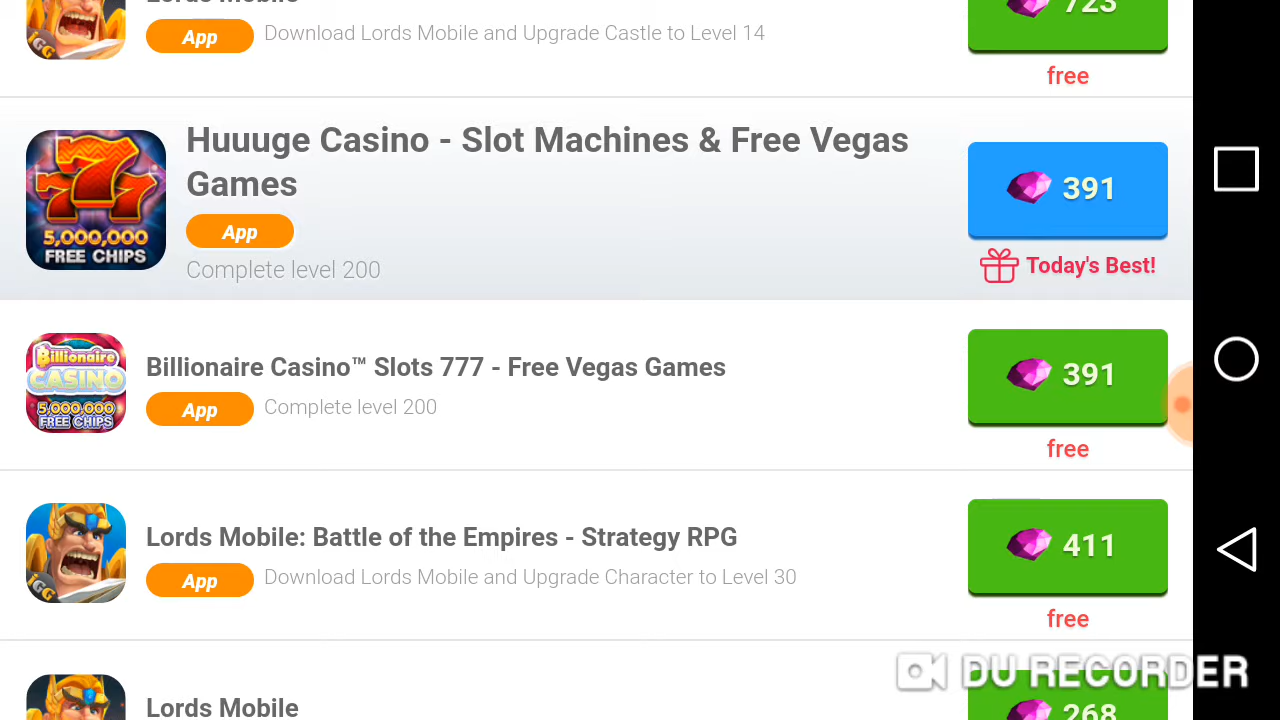 Lords Mobile
App
Download Lords Mobile and Upgrade Castle to Level 14
723
free
IGG
Huuuge Casino - Slot Machines & Free Vegas
Games
App
Complete level 200
391
Today's Best!
777
5,000,000
FREE CHIPS
Billionaire Casino™ Slots 777 - Free Vegas Games
App
Complete level 200
391
free
Billionaire
CASINO
5,000,000
FREE CHIPS
Lords Mobile: Battle of the Empires - Strategy RPG
App
Download Lords Mobile and Upgrade Character to Level 30
411
free
IGG
Lords Mobile
268
DU RECORDER